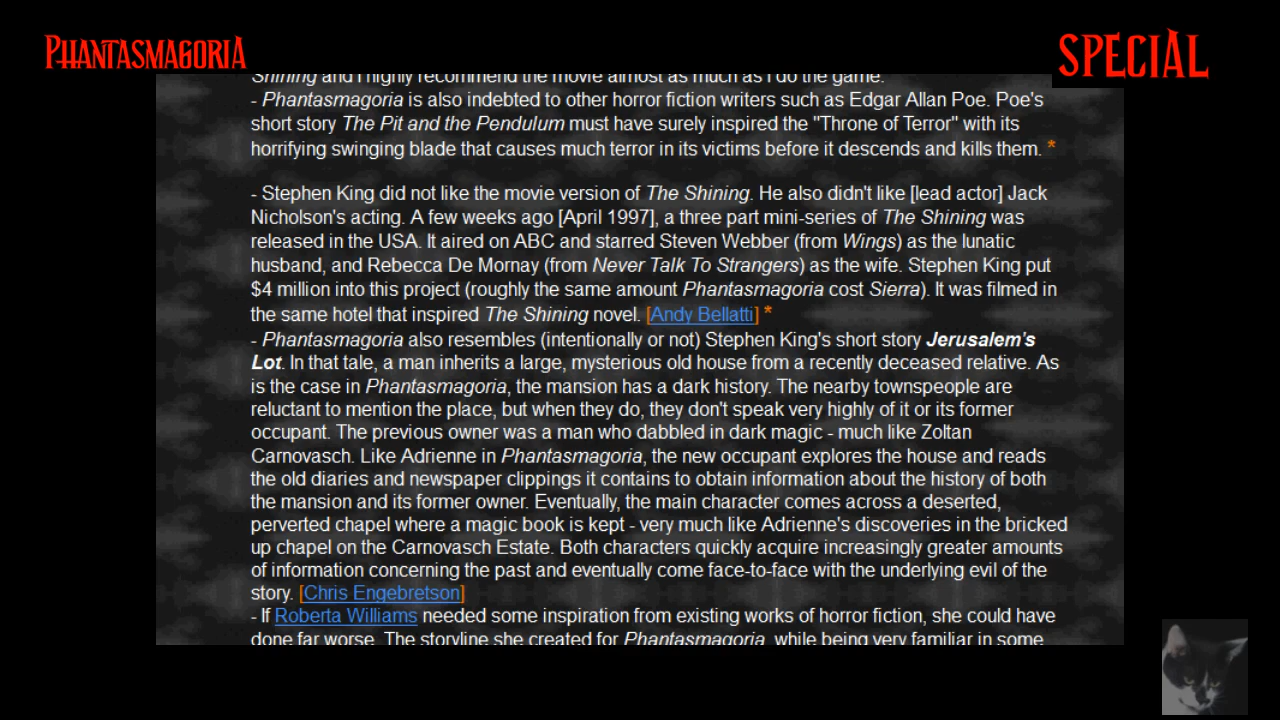 PHANTASMAGORIA
SPECIAL
Shining and I highly recommend the movie almost as much as I do the game.
- Phantasmagoria is also indebted to other horror fiction writers such as Edgar Allan Poe. Poe's
short story The Pit and the Pendulum must have surely inspired the "Throne of Terror" with its
horrifying swinging blade that causes much terror in its victims before it descends and kills them. *
- Stephen King did not like the movie version of The Shining. He also didn't like [lead actor] Jack
Nicholson's acting. A few weeks ago [April 1997], a three part mini-series of The Shining was
released in the USA. It aired on ABC and starred Steven Webber (from Wings) as the lunatic
husband, and Rebecca De Mornay (from Never Talk To Strangers) as the wife. Stephen King put
$4 million into this project (roughly the same amount Phantasmagoria cost Sierra). It was filmed in
the same hotel that inspired The Shining novel. [Andy Bellatti] *
- Phantasmagoria also resembles (intentionally or not) Stephen King's short story Jerusalem's
Lot. In that tale, a man inherits a large, mysterious old house from a recently deceased relative. As
is the case in Phantasmagoria, the mansion has a dark history. The nearby townspeople are
reluctant to mention the place, but when they do, they don't speak very highly of it or its former
occupant. The previous owner was a man who dabbled in dark magic - much like Zoltan
Carnovasch. Like Adrienne in Phantasmagoria, the new occupant explores the house and reads
the old diaries and newspaper clippings it contains to obtain information about the history of both
the mansion and its former owner. Eventually, the main character comes across a deserted,
perverted chapel where a magic book is kept - very much like Adrienne's discoveries in the bricked
up chapel on the Carnovasch Estate. Both characters quickly acquire increasingly greater amounts
of information concerning the past and eventually come face-to-face with the underlying evil of the
story. [Chris Engebretson]
- If Roberta Williams needed some inspiration from existing works of horror fiction, she could have
done far worse. The storyline she created for Phantasmagoria, while being very familiar in some